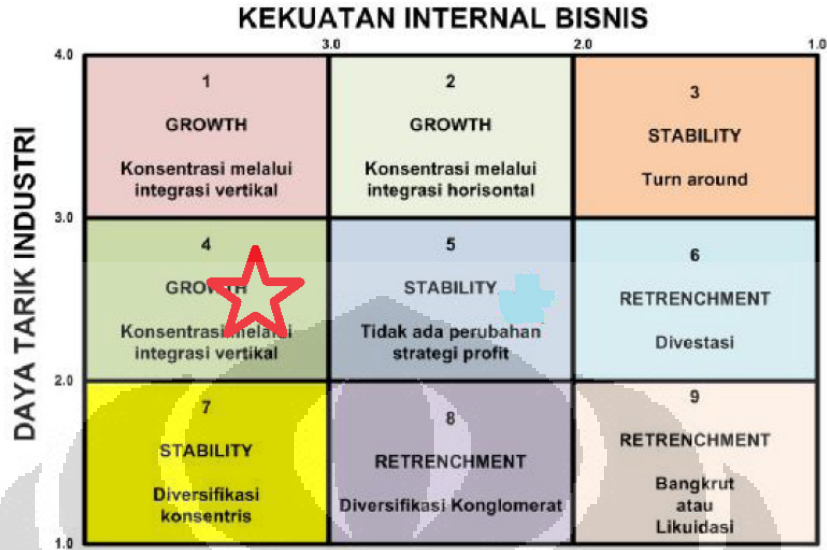 KEKUATAN INTERNAL BISNIS
4.0
3.0
2.0
1.0
DAYA TARIK INDUSTRI
1
GROWTH
Konsentrasi melalui
integrasi vertikal
2
GROWTH
Konsentrasi melalui
integrasi horisontal
3
STABILITY
Turn around
3.0
4
GROWTH
Konsentrasi melalui
integrasi vertikal
5
STABILITY
Tidak ada perubahan
strategi profit
6
RETRENCHMENT
Divestasi
2.0
7
STABILITY
Diversifikasi
konsentris
8
RETRENCHMENT
Diversifikasi Konglomerat
9
RETRENCHMENT
Bangkrut
atau
Likuidasi
1.0